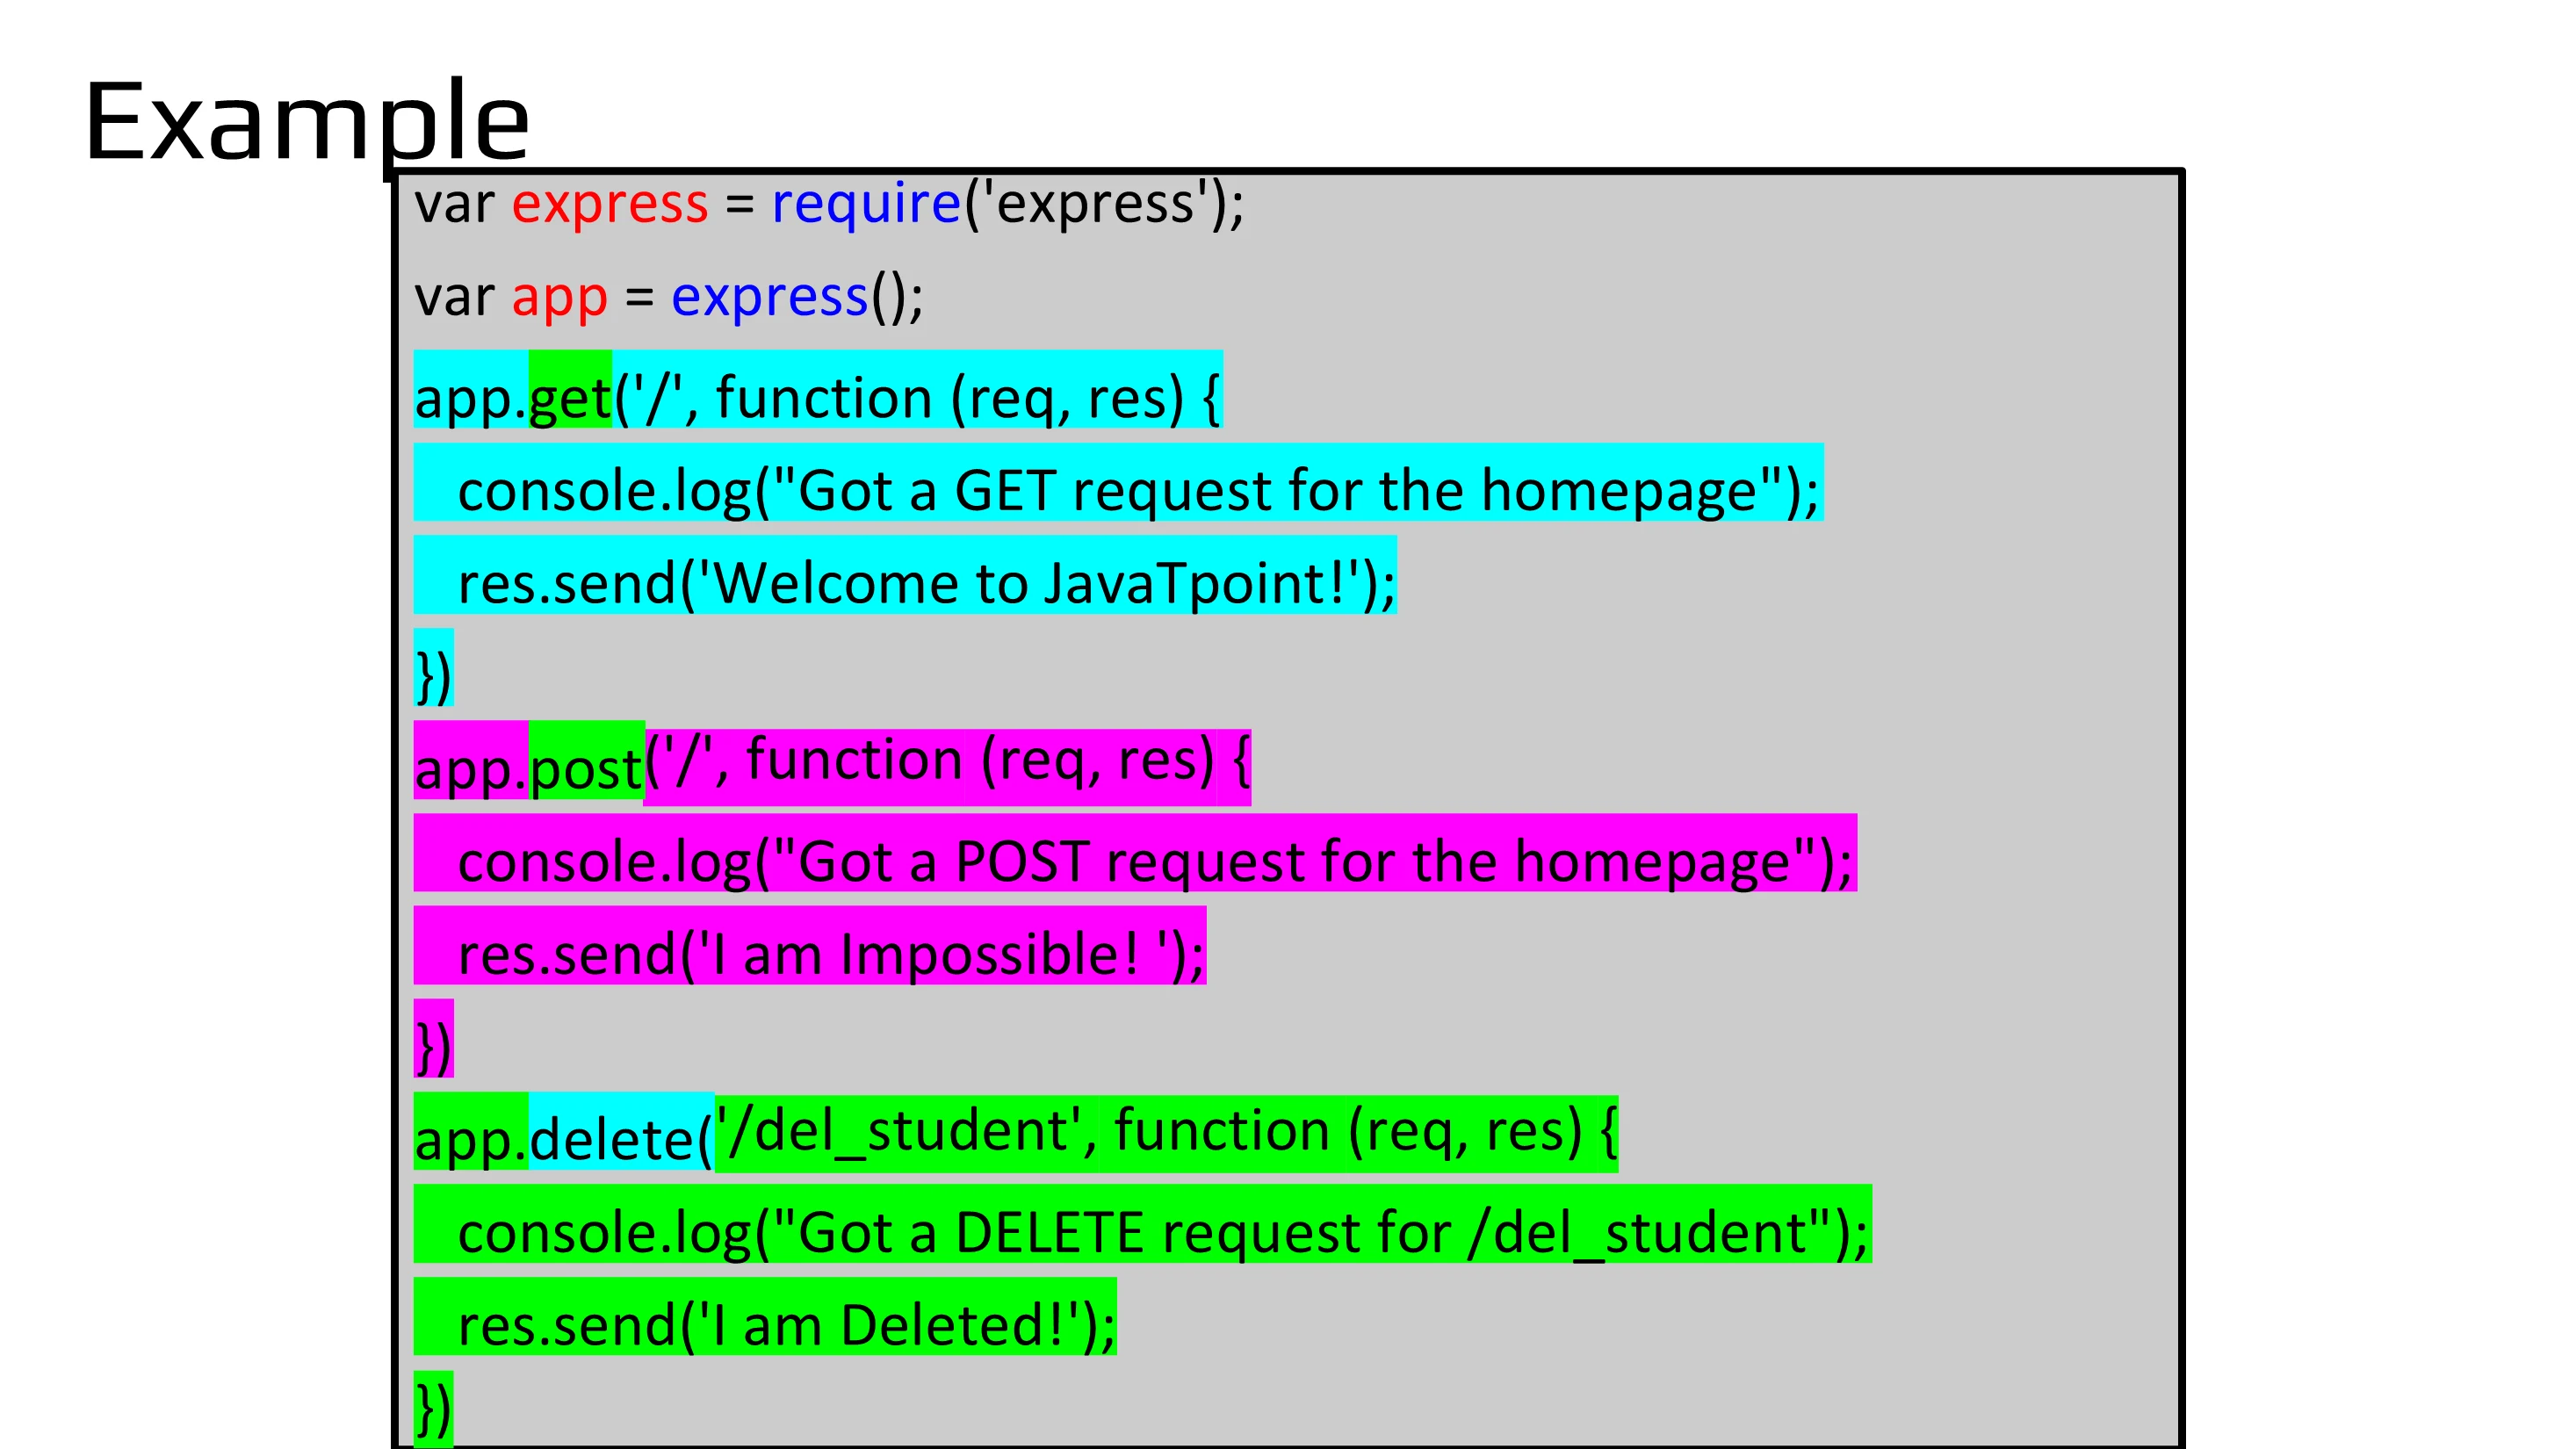 Example
var express = require('express');
var app = express();
app.get('/', function (req, res) {
   console.log("Got a GET request for the homepage");
   res.send('Welcome to JavaTpoint!');
})
app.post('/', function (req, res) {
   console.log("Got a POST request for the homepage");
   res.send('I am Impossible! ');
})
app.delete('/del_student', function (req, res) {
   console.log("Got a DELETE request for /del_student");
   res.send('I am Deleted!');
})